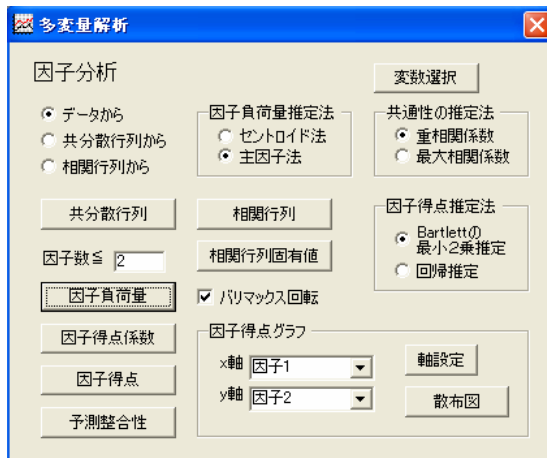 多変量解析
因子分析
変数選択
データから
共分散行列から
相関行列から
因子負荷量推定法
セントロイド法
主因子法
共通性の推定法
重相関係数
最大相関係数
共分散行列
相関行列
因子得点推定法
Bartlettの
最小2乗推定
回帰推定
因子数≦ 2
相関行列固有値
因子負荷量
バリマックス回転
因子得点係数
因子得点
予測整合性
因子得点グラフ
x軸 因子1
y軸 因子2
軸設定
散布図